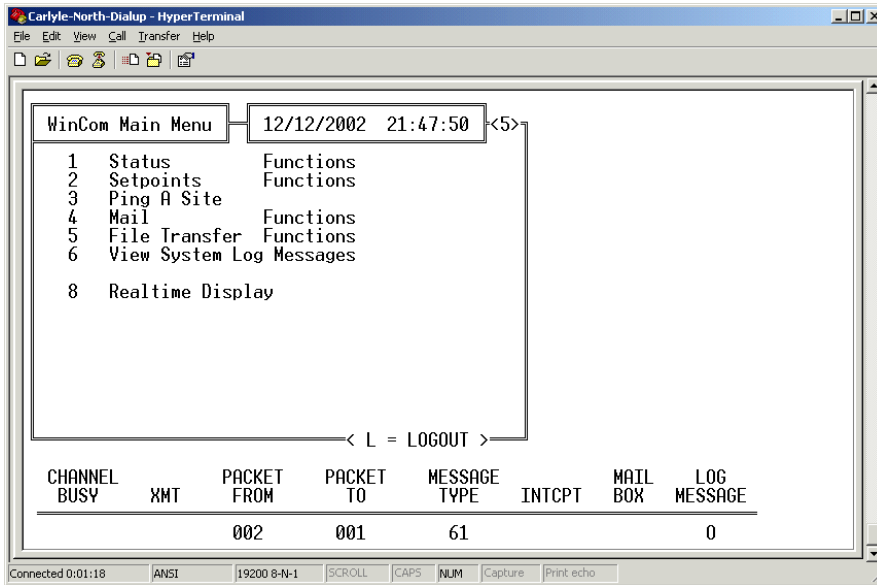 Carlyle-North-Dialup - HyperTerminal
File Edit View Call Transfer Help
WinCom Main Menu 12/12/2002 21:47:50 <5>
1 Status Functions
2 Setpoints Functions
3 Ping A Site
4 Mail Functions
5 File Transfer Functions
6 View System Log Messages
8 Realtime Display
< L = LOGOUT >
CHANNEL PACKET PACKET MESSAGE MAIL LOG
BUSY XMT FROM TO TYPE INTCPT BOX MESSAGE
002 001 61 0
Connected 0:01:18 ANSI 19200 8-N-1 SCROLL CAPS NUM Capture Print echo